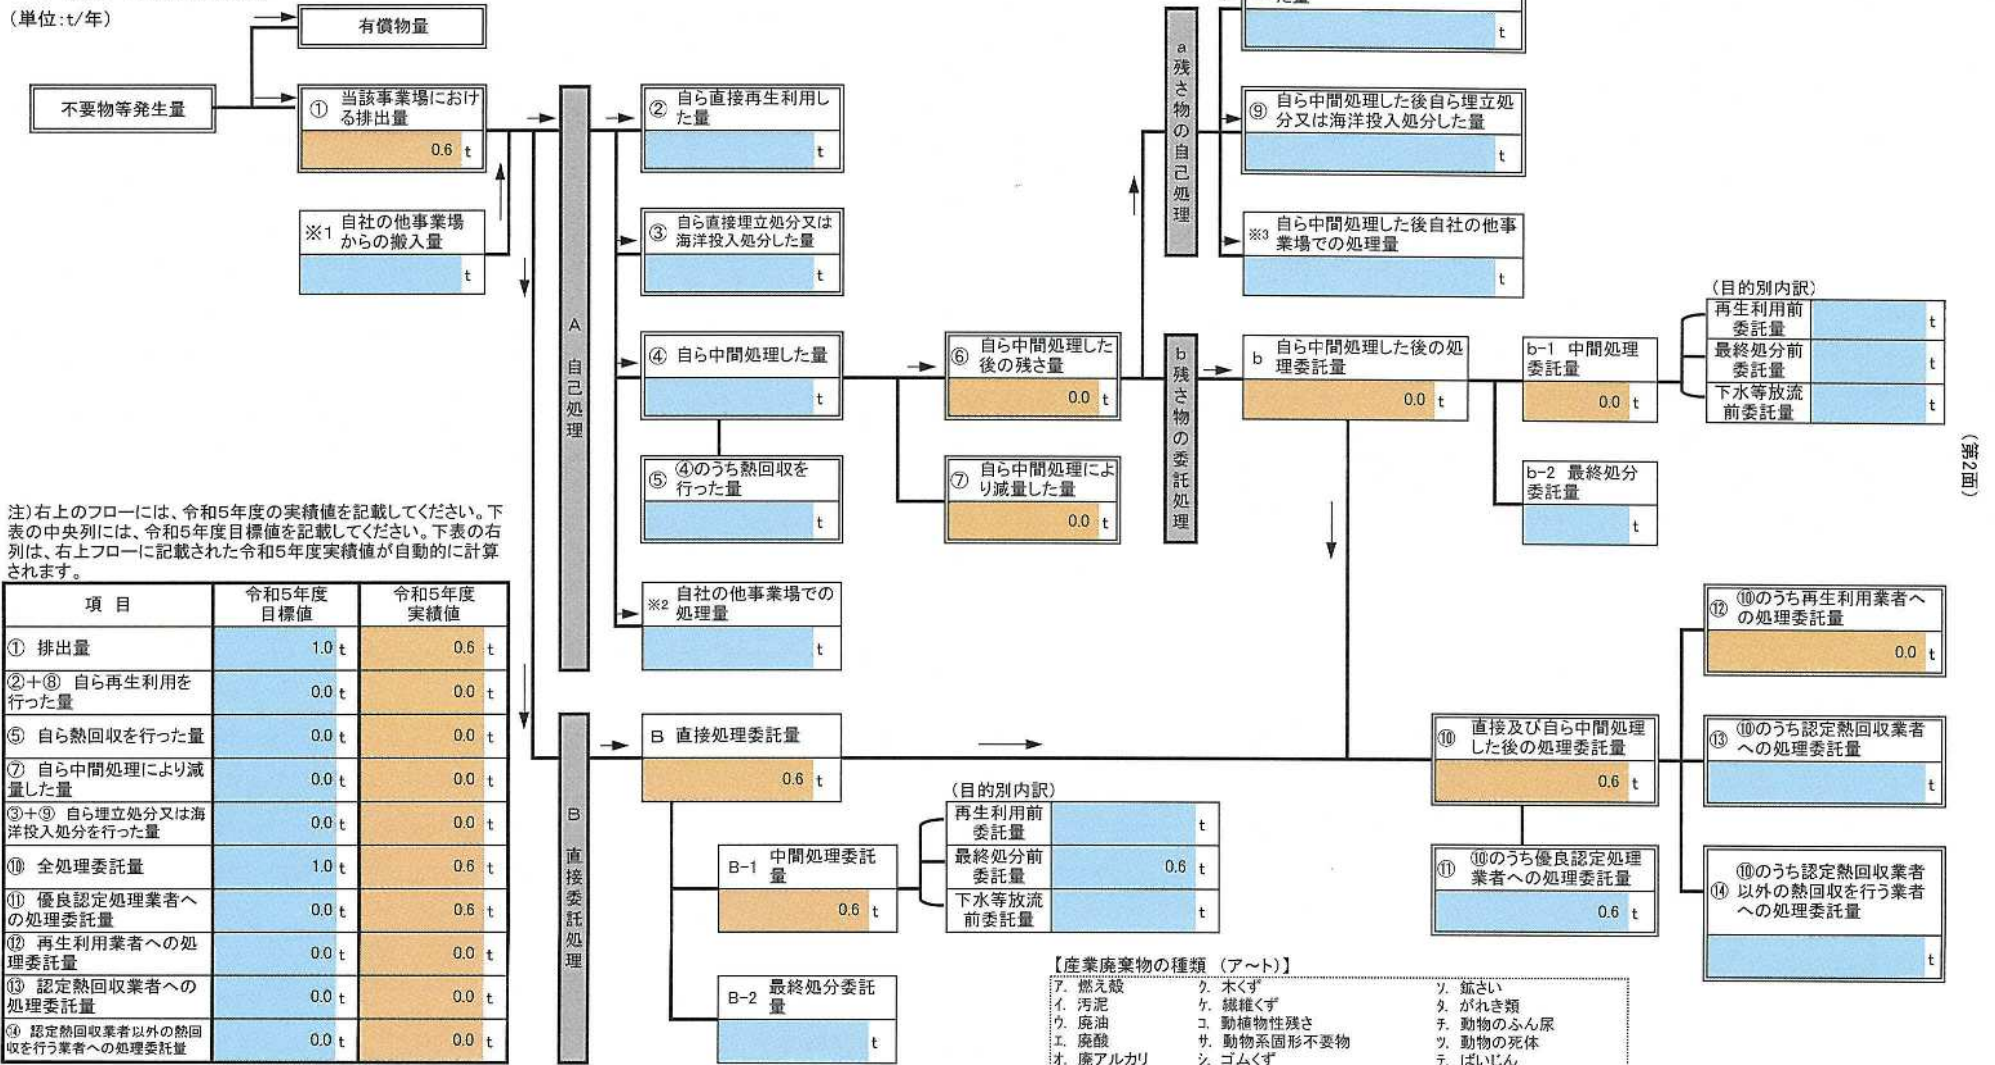 (単位:t/年)
有償物量
不要物等発生量
① 当該事業場におけ
る排出量
0.6 t
※1 自社の他事業場
からの搬入量
t
A 自己処理
② 自ら直接再生利用し
た量
t
③ 自ら直接埋立処分又は
海洋投入処分した量
t
④ 自ら中間処理した量
t
⑤ ④のうち熱回収を
行った量
t
※2 自社の他事業場での
処理量
t
⑥ 自ら中間処理した
後の残さ量
0.0 t
⑦ 自ら中間処理によ
り減量した量
0.0 t
a 残さ物の自己処理
た量
t
⑨ 自ら中間処理した後自ら埋立処
分又は海洋投入処分した量
t
※3 自ら中間処理した後自社の他事
業場での処理量
t
b 残さ物の委託処理
b 自ら中間処理した後の処
理委託量
0.0 t
b-1 中間処理
委託量
0.0 t
(目的別内訳)
再生利用前
委託量
t
最終処分前
委託量
t
下水等放流
前委託量
t
b-2 最終処分
委託量
t
(第2面)
注)右上のフローには、令和5年度の実績値を記載してください。下
表の中央列には、令和5年度目標値を記載してください。下表の右
列は、右上フローに記載された令和5年度実績値が自動的に計算
されます。
項 目 令和5年度 目標値 令和5年度 実績値
① 排出量 1.0 t 0.6 t
②+⑧ 自ら再生利用を
行った量 0.0 t 0.0 t
⑤ 自ら熱回収を行った量 0.0 t 0.0 t
⑦ 自ら中間処理により減
量した量 0.0 t 0.0 t
③+⑨ 自ら埋立処分又は海
洋投入処分を行った量 0.0 t 0.0 t
⑩ 全処理委託量 1.0 t 0.6 t
⑪ 優良認定処理業者へ
の処理委託量 0.0 t 0.6 t
⑫ 再生利用業者への処
理委託量 0.0 t 0.0 t
⑬ 認定熱回収業者への
処理委託量 0.0 t 0.0 t
⑭ 認定熱回収業者以外の熱回
収を行う業者への処理委託量 0.0 t 0.0 t
B 直接委託処理
B 直接処理委託量
0.6 t
B-1 中間処理委託
量
0.6 t
(目的別内訳)
再生利用前
委託量
t
最終処分前
委託量
0.6 t
下水等放流
前委託量
t
B-2 最終処分委託
量
t
⑩ 直接及び自ら中間処理
した後の処理委託量
0.6 t
⑪ ⑩のうち優良認定処理
業者への処理委託量
0.6 t
⑫ ⑩のうち再生利用業者へ
の処理委託量
0.0 t
⑬ ⑩のうち認定熱回収業者
への処理委託量
t
⑭ ⑩のうち認定熱回収業者
以外の熱回収を行う業者
への処理委託量
t
【産業廃棄物の種類 (ア~ト)】
ア. 燃え殻 ク. 木くず ソ. 鉱さい
イ. 汚泥 ケ. 繊維くず タ. がれき類
ウ. 廃油 コ. 動植物性残さ チ. 動物のふん尿
エ. 廃酸 サ. 動物系固形不要物 ツ. 動物の死体
オ. 廃アルカリ シ. ゴムくず テ. ばいじん